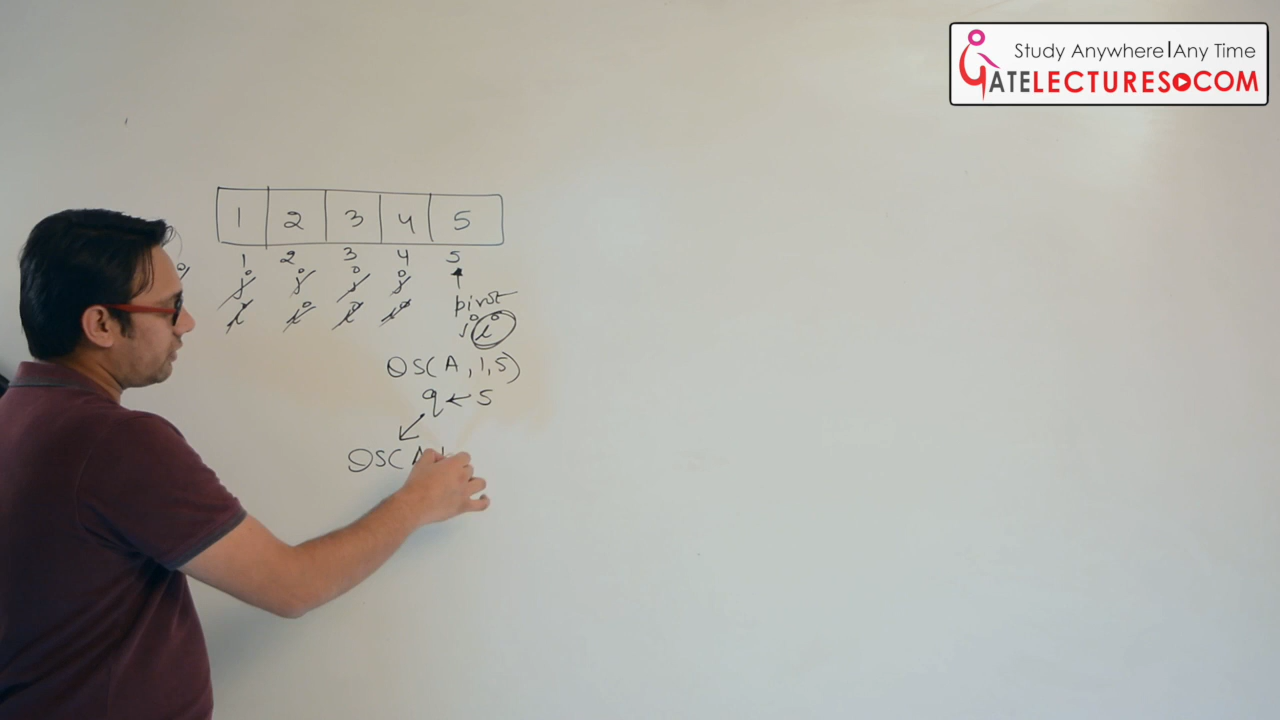 Study Anywhere|Any Time
GATELECTURES.COM
1 2 3 4 5
1 2 3 4 5
j j j j
i i i i pivot
j i
QS(A, 1, 5)
q ← 5
QS(A